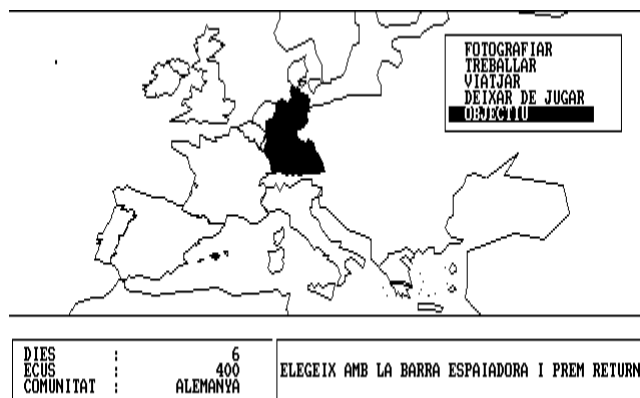 FOTOGRAFIAR
TREBALLAR
VIATJAR
DEIXAR DE JUGAR
OBJECTIU
DIES : 6
ECUS : 400
COMUNITAT : ALEMANYA
ELEGEIX AMB LA BARRA ESPAIADORA I PREM RETURN